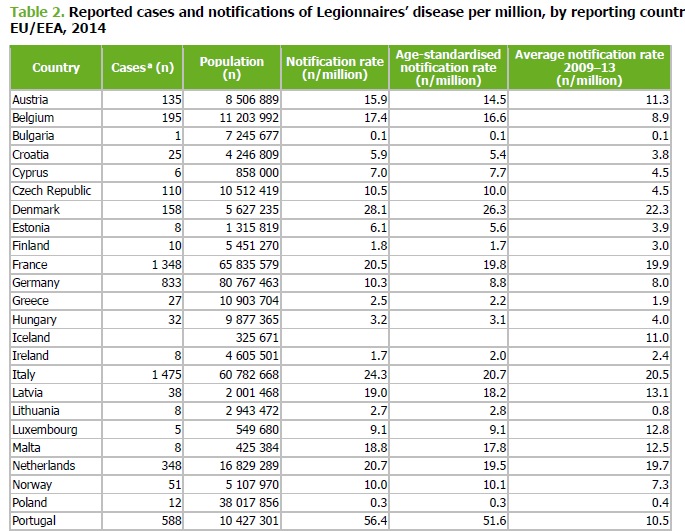 Table 2. Reported cases and notifications of Legionnaires’ disease per million, by reporting countr
EU/EEA, 2014
Country Cases ª (n) Population (n) Notification rate (n/million) Age-standardised notification rate (n/million) Average notification rate 2009–13 (n/million)
Austria 135 8 506 889 15.9 14.5 11.3
Belgium 195 11 203 992 17.4 16.6 8.9
Bulgaria 1 7 245 677 0.1 0.1 0.1
Croatia 25 4 246 809 5.9 5.4 3.8
Cyprus 6 858 000 7.0 7.7 4.5
Czech Republic 110 10 512 419 10.5 10.0 4.5
Denmark 158 5 627 235 28.1 26.3 22.3
Estonia 8 1 315 819 6.1 5.6 3.9
Finland 10 5 451 270 1.8 1.7 3.0
France 1 348 65 835 579 20.5 19.8 19.9
Germany 833 80 767 463 10.3 8.8 8.0
Greece 27 10 903 704 2.5 2.2 1.9
Hungary 32 9 877 365 3.2 3.1 4.0
Iceland 325 671 11.0
Ireland 8 4 605 501 1.7 2.0 2.4
Italy 1 475 60 782 668 24.3 20.7 20.5
Latvia 38 2 001 468 19.0 18.2 13.1
Lithuania 8 2 943 472 2.7 2.8 0.8
Luxembourg 5 549 680 9.1 9.1 12.8
Malta 8 425 384 18.8 17.8 12.5
Netherlands 348 16 829 289 20.7 19.5 19.7
Norway 51 5 107 970 10.0 10.1 7.3
Poland 12 38 017 856 0.3 0.3 0.4
Portugal 588 10 427 301 56.4 51.6 10.5